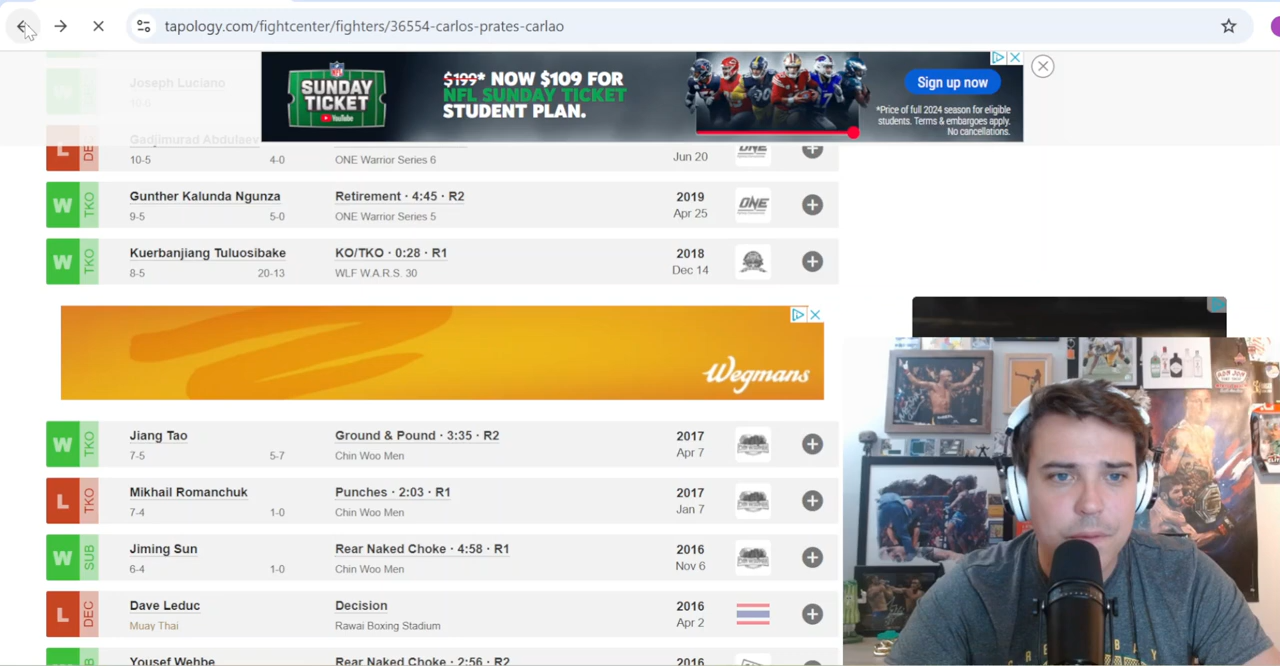 tapology.com/fightcenter/fighters/36554-carlos-prates-carlao
Joseph Luciano
10-6
NFL
SUNDAY
TICKET
YouTube
$199* NOW $109 FOR
NFL SUNDAY TICKET
STUDENT PLAN.
Sign up now
*Price of full 2024 season for eligible
students. Terms & embargoes apply.
No cancellations.
L
Gadjimurad Abdulaev
10-5 4-0
ONE Warrior Series 6
Jun 20
ONE
W TKO
Gunther Kalunda Ngunza
9-5 5-0
Retirement · 4:45 · R2
ONE Warrior Series 5
2019
Apr 25
ONE
W TKO
Kuerbanjiang Tuluosibake
8-5 20-13
KO/TKO · 0:28 · R1
WLF W.A.R.S. 30
2018
Dec 14
Wegmans
W TKO
Jiang Tao
7-5 5-7
Ground & Pound · 3:35 · R2
Chin Woo Men
2017
Apr 7
L TKO
Mikhail Romanchuk
7-4 1-0
Punches · 2:03 · R1
Chin Woo Men
2017
Jan 7
W SUB
Jiming Sun
6-4 1-0
Rear Naked Choke · 4:58 · R1
Chin Woo Men
2016
Nov 6
L DEC
Dave Leduc
Muay Thai
Decision
Rawai Boxing Stadium
2016
Apr 2
Yousef Wehbe
Rear Naked Choke · 2:56 · R2
2016